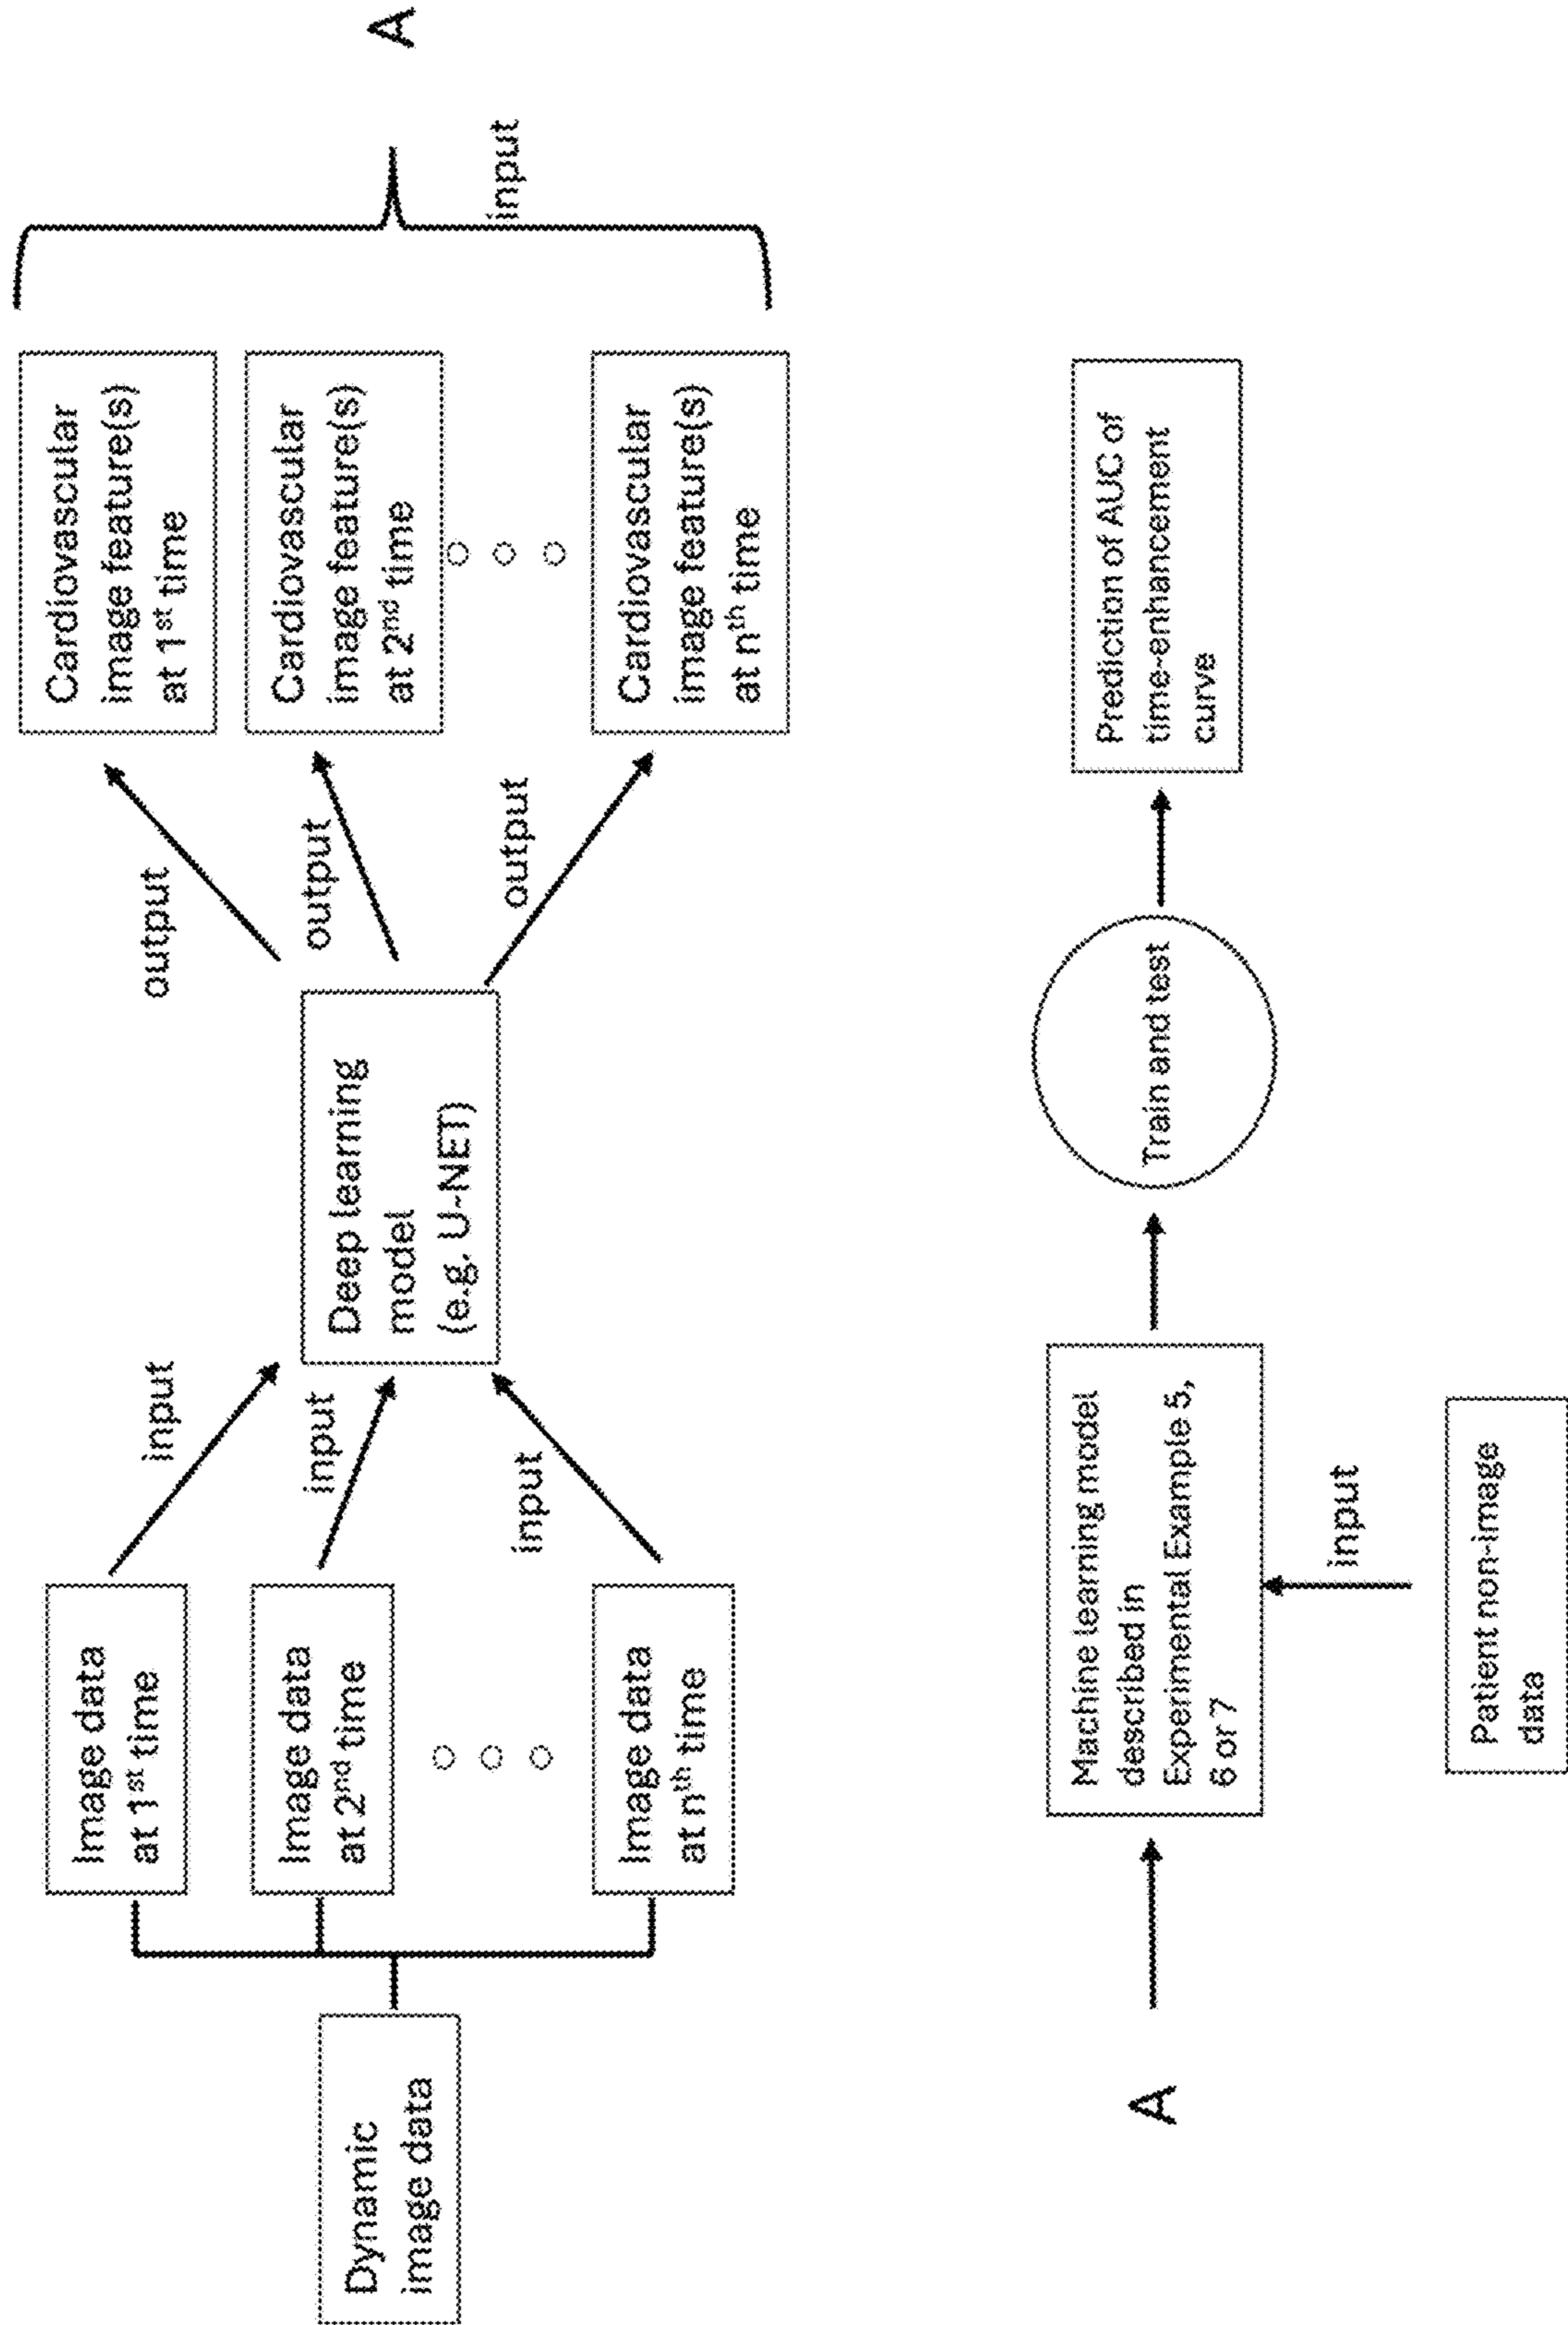 Dynamic
image data
Image data
at 1st time
Image data
at 2nd time
Image data
at nth time
input
input
input
Deep learning
model
(e.g. U-NET)
output
output
output
Cardiovascular
image feature(s)
at 1st time
Cardiovascular
image feature(s)
at 2nd time
Cardiovascular
image feature(s)
at nth time
input
A
A
Machine learning model
described in
Experimental Example 5,
6 or 7
input
Patient non-image
data
Train and test
Prediction of AUC of
time-enhancement
curve